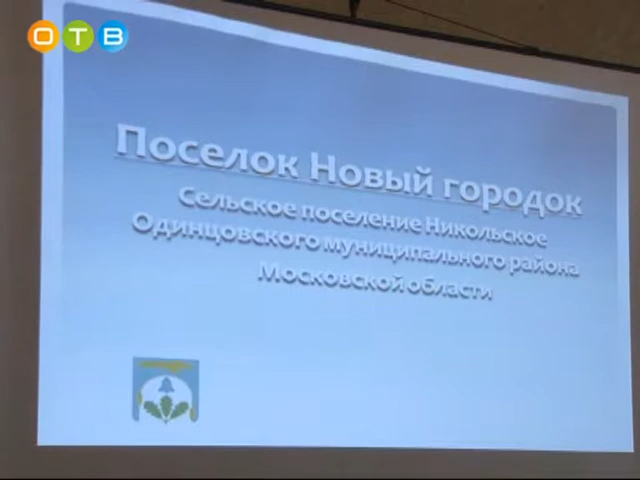 ОТВ
Поселок Новый городок
Сельское поселение Никольское
Одинцовского муниципального района
Московской области